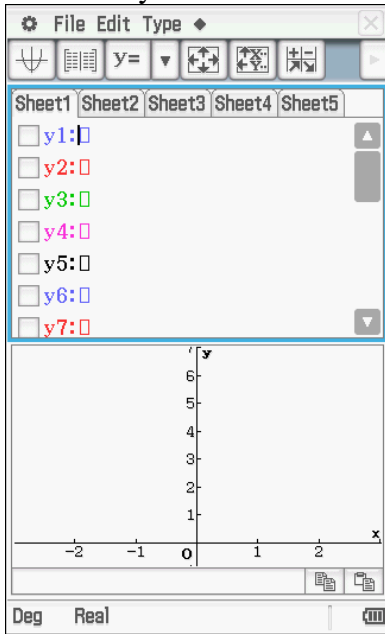 File Edit Type ◆
Y=
Sheet1 Sheet2 Sheet3 Sheet4 Sheet5
y1:
y2:
y3:
y4:
y5:
y6:
y7:
y
6
5
4
3
2
1
x
-2 -1 0 1 2
Deg Real